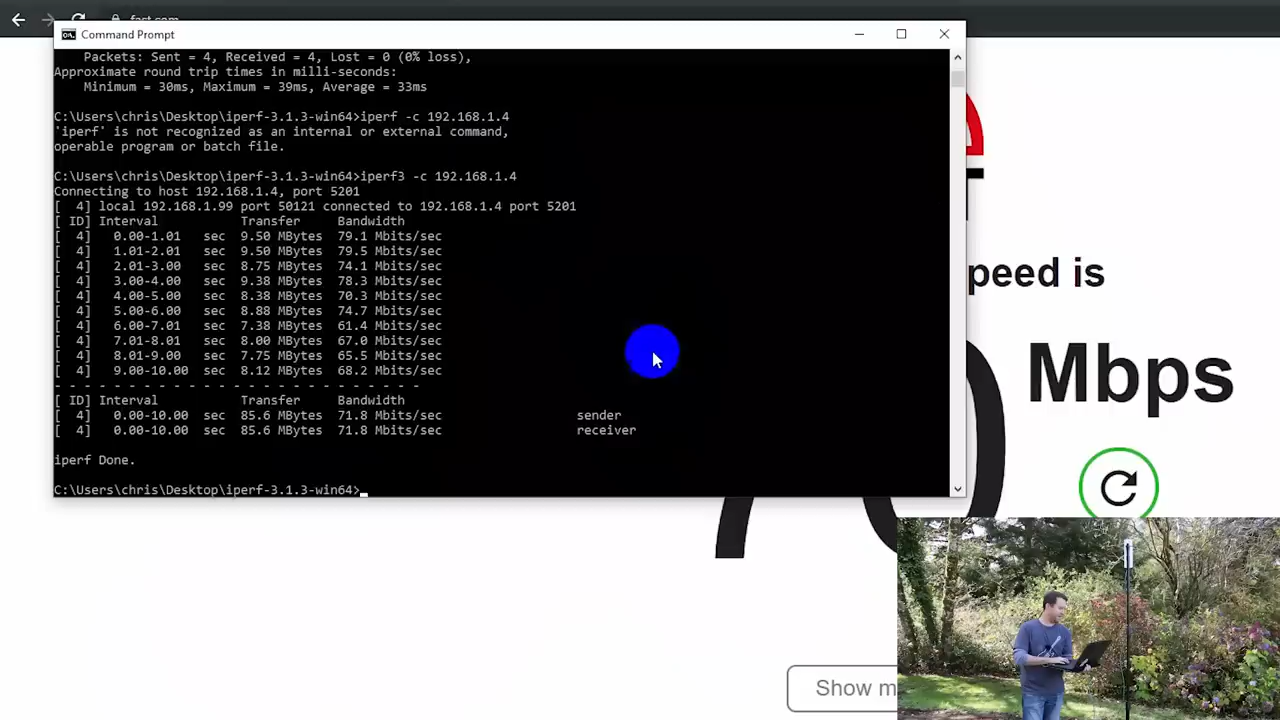 fast.com
Command Prompt
Packets: Sent = 4, Received = 4, Lost = 0 (0% loss),
Approximate round trip times in milli-seconds:
Minimum = 30ms, Maximum = 39ms, Average = 33ms
C:\Users\chris\Desktop\iperf-3.1.3-win64>iperf -c 192.168.1.4
'iperf' is not recognized as an internal or external command,
operable program or batch file.
C:\Users\chris\Desktop\iperf-3.1.3-win64>iperf3 -c 192.168.1.4
Connecting to host 192.168.1.4, port 5201
[  4] local 192.168.1.99 port 50121 connected to 192.168.1.4 port 5201
[ ID] Interval Transfer Bandwidth
[  4] 0.00-1.01 sec 9.50 MBytes 79.1 Mbits/sec
[  4] 1.01-2.01 sec 9.50 MBytes 79.5 Mbits/sec
[  4] 2.01-3.00 sec 8.75 MBytes 74.1 Mbits/sec
[  4] 3.00-4.00 sec 9.38 MBytes 78.3 Mbits/sec
[  4] 4.00-5.00 sec 8.38 MBytes 70.3 Mbits/sec
[  4] 5.00-6.00 sec 8.88 MBytes 74.7 Mbits/sec
[  4] 6.00-7.01 sec 7.38 MBytes 61.4 Mbits/sec
[  4] 7.01-8.01 sec 8.00 MBytes 67.0 Mbits/sec
[  4] 8.01-9.00 sec 7.75 MBytes 65.5 Mbits/sec
[  4] 9.00-10.00 sec 8.12 MBytes 68.2 Mbits/sec
- - - - - - - - - - - - - - - - - - - - - - - - -
[ ID] Interval Transfer Bandwidth
[  4] 0.00-10.00 sec 85.6 MBytes 71.8 Mbits/sec sender
[  4] 0.00-10.00 sec 85.6 MBytes 71.8 Mbits/sec receiver
iperf Done.
C:\Users\chris\Desktop\iperf-3.1.3-win64>
peed is
Mbps
Show m